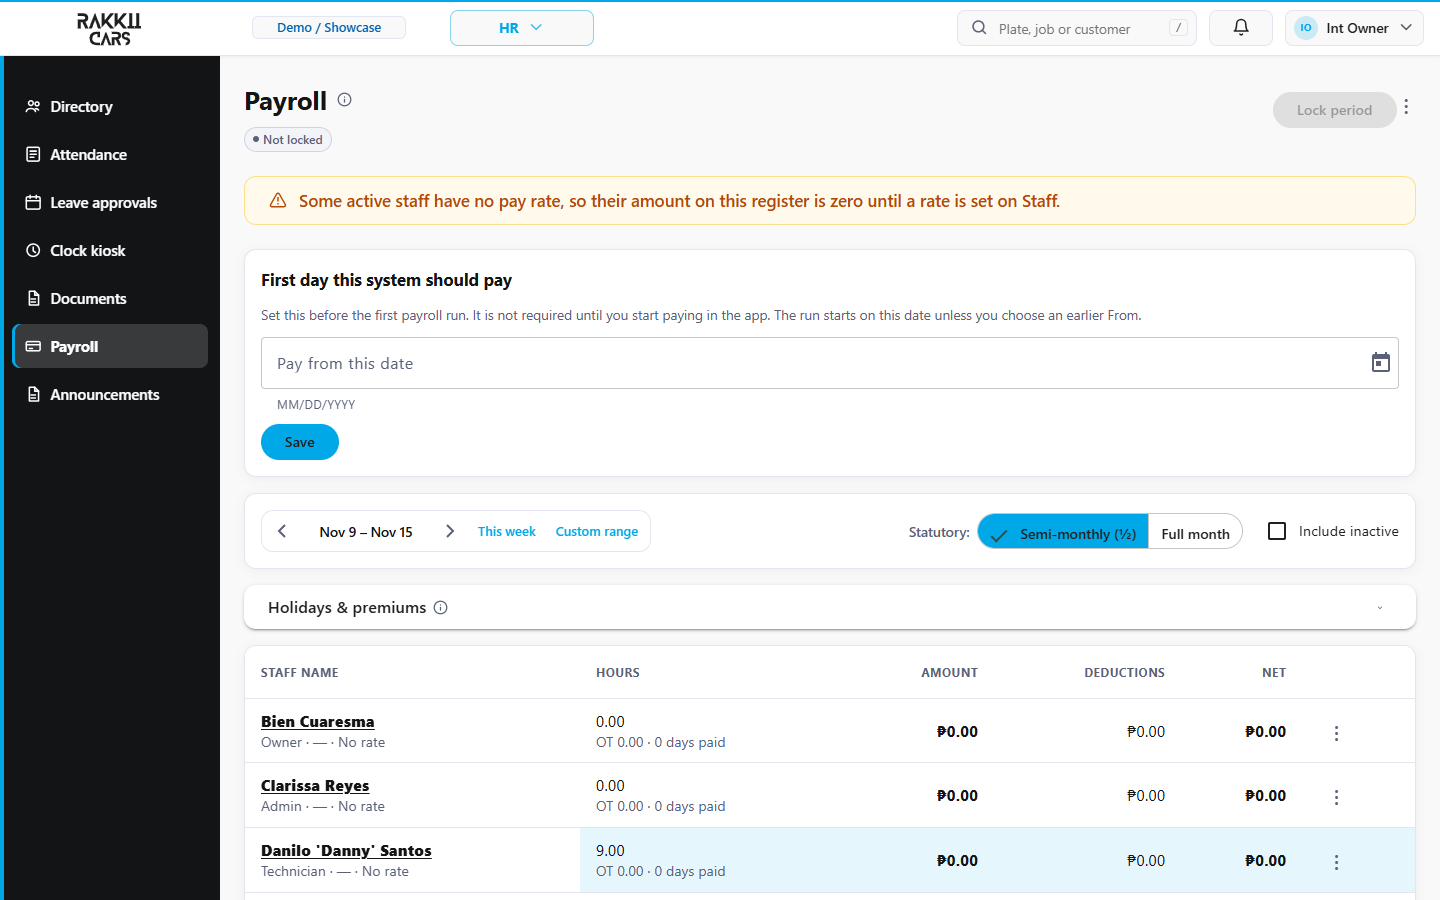 RAKKII
CARS
Demo / Showcase
HR
Plate, job or customer
/
IO
Int Owner
Directory
Attendance
Leave approvals
Clock kiosk
Documents
Payroll
Announcements
Payroll
Not locked
Lock period
Some active staff have no pay rate, so their amount on this register is zero until a rate is set on Staff.
First day this system should pay
Set this before the first payroll run. It is not required until you start paying in the app. The run starts on this date unless you choose an earlier From.
Pay from this date
MM/DD/YYYY
Save
Nov 9 – Nov 15
This week
Custom range
Statutory:
Semi-monthly (½)
Full month
Include inactive
Holidays & premiums
STAFF NAME HOURS AMOUNT DEDUCTIONS NET
Bien Cuaresma 0.00 ₱0.00 ₱0.00 ₱0.00
Owner · — · No rate OT 0.00 · 0 days paid
Clarissa Reyes 0.00 ₱0.00 ₱0.00 ₱0.00
Admin · — · No rate OT 0.00 · 0 days paid
Danilo 'Danny' Santos 9.00 ₱0.00 ₱0.00 ₱0.00
Technician · — · No rate OT 0.00 · 0 days paid